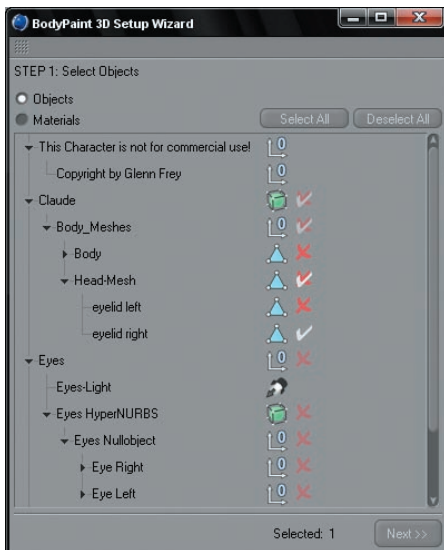 BodyPaint 3D Setup Wizard
STEP 1: Select Objects
Objects
Materials
Select All
Deselect All
This Character is not for commercial use!
Copyright by Glenn Frey
Claude
Body_Meshes
Body
Head-Mesh
eyelid left
eyelid right
Eyes
Eyes-Light
Eyes HyperNURBS
Eyes Nullobject
Eye Right
Eye Left
Selected: 1
Next >>